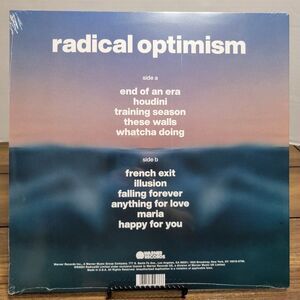 radical optimism
side a
end of an era
houdini
training season
these walls
whatcha doing
side b
french exit
illusion
falling forever
anything for love
maria
happy for you
WARNER
RECORDS